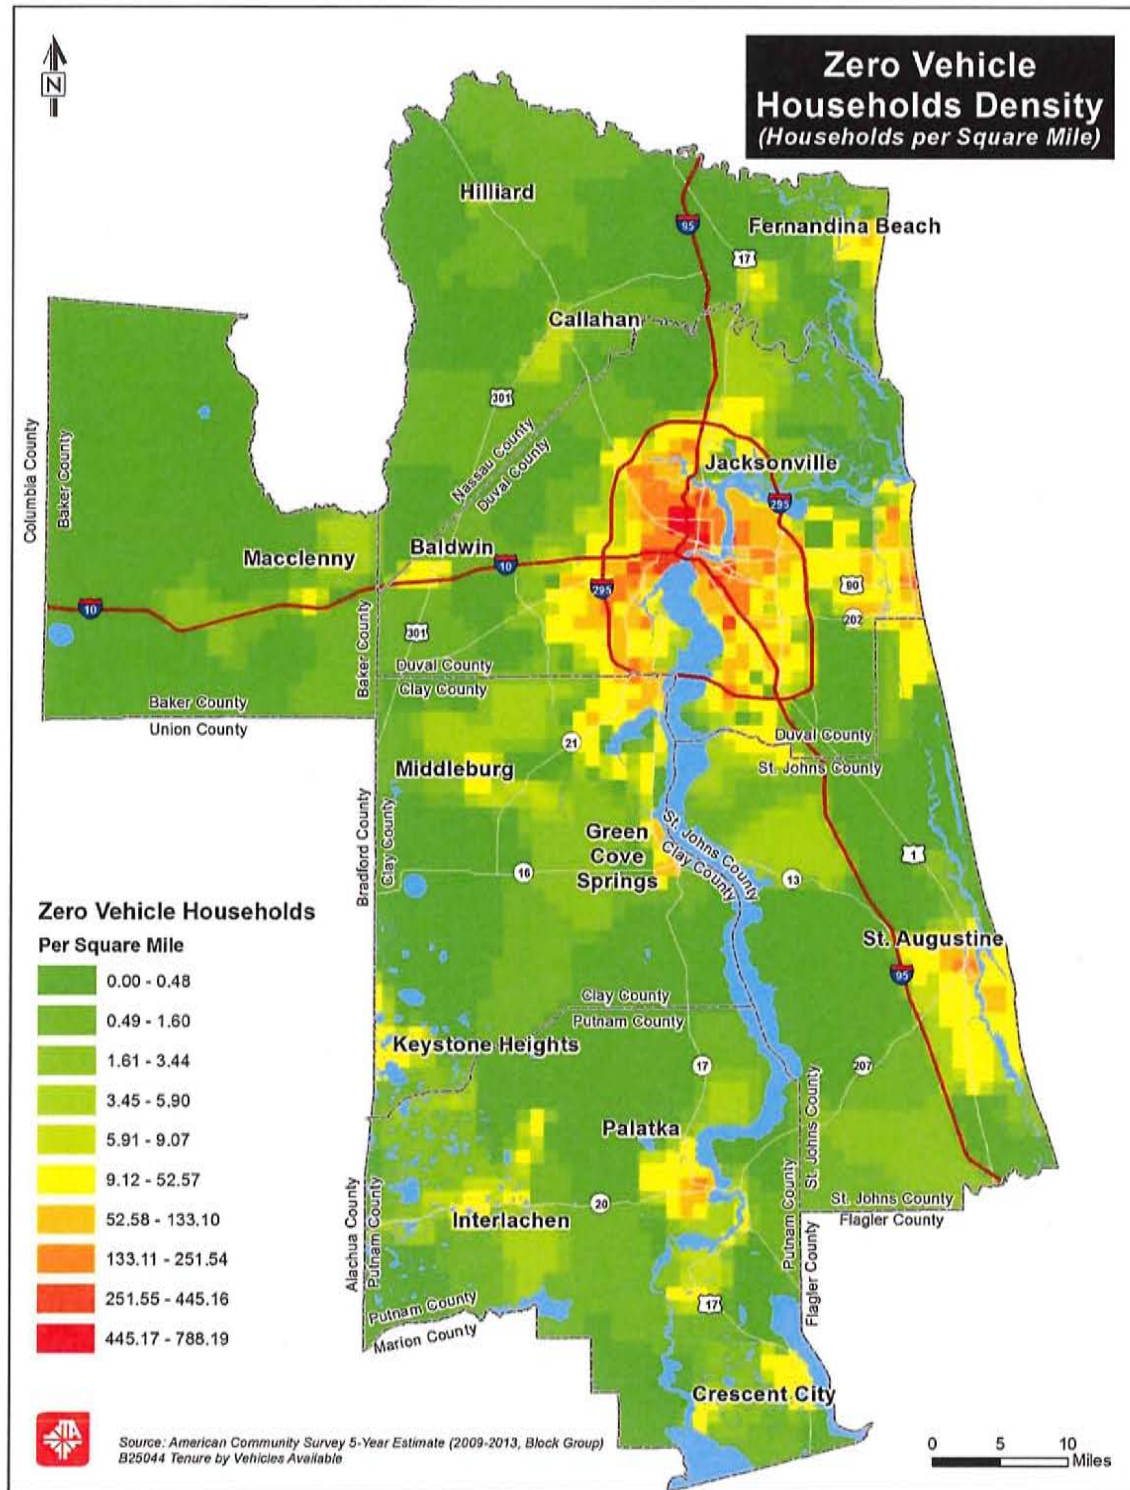 Zero Vehicle
Households Density
(Households per Square Mile)
N
Hilliard
95
Fernandina Beach
17
Callahan
301
Nassau County
Duval County
Jacksonville
295
Columbia County
Baker County
Macclenny
Baldwin
10
295
90
10
202
301
Baker County
Duval County
Clay County
Baker County
Union County
21
Duval County
St. Johns County
Middleburg
Bradford County
Clay County
Green
Cove
Springs
St. Johns County
Clay County
1
16
13
St. Augustine
95
Clay County
Putnam County
Keystone Heights
17
207
Palatka
Putnam County
St. Johns County
Alachua County
Putnam County
20
Interlachen
St. Johns County
Flagler County
Putnam County
Flagler County
17
Putnam County
Marion County
Crescent City
Zero Vehicle Households
Per Square Mile
0.00 - 0.48
0.49 - 1.60
1.61 - 3.44
3.45 - 5.90
5.91 - 9.07
9.12 - 52.57
52.58 - 133.10
133.11 - 251.54
251.55 - 445.16
445.17 - 788.19
JTA
Source: American Community Survey 5-Year Estimate (2009-2013, Block Group)
B25044 Tenure by Vehicles Available
0 5 10
Miles